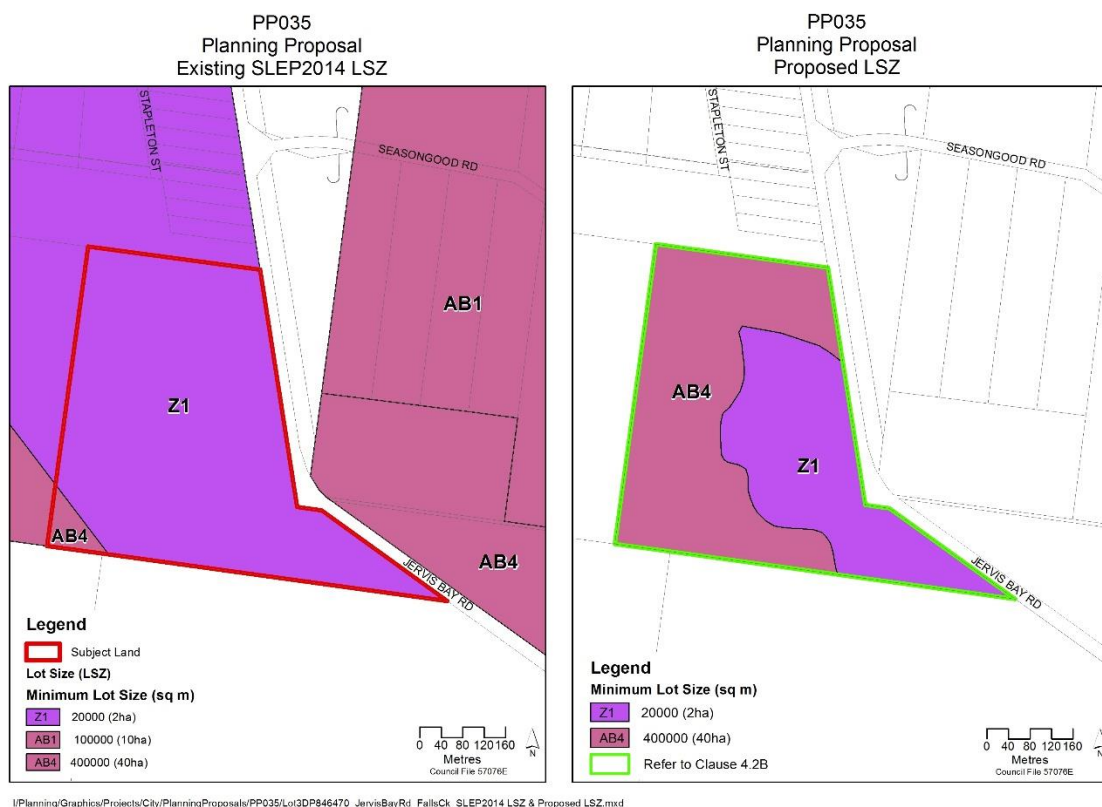 PP035
Planning Proposal
Existing SLEP2014 LSZ
STAPLETON ST
SEASONGOOD RD
AB1
Z1
AB4
AB4
JERVIS BAY RD
Legend
Subject Land
Lot Size (LSZ)
Minimum Lot Size (sq m)
Z1 20000 (2ha)
AB1 100000 (10ha)
AB4 400000 (40ha)
0 40 80 120 160
Metres
Council File 57076E
N
PP035
Planning Proposal
Proposed LSZ
STAPLETON ST
SEASONGOOD RD
AB4
Z1
JERVIS BAY RD
Legend
Minimum Lot Size (sq m)
Z1 20000 (2ha)
AB4 400000 (40ha)
Refer to Clause 4.2B
0 40 80 120 160
Metres
Council File 57076E
N
I/Planning/Graphics/Projects/City/PlanningProposals/PP035/Lot3DP846470_JervisBayRd_FallsCk_SLEP2014 LSZ & Proposed LSZ.mxd